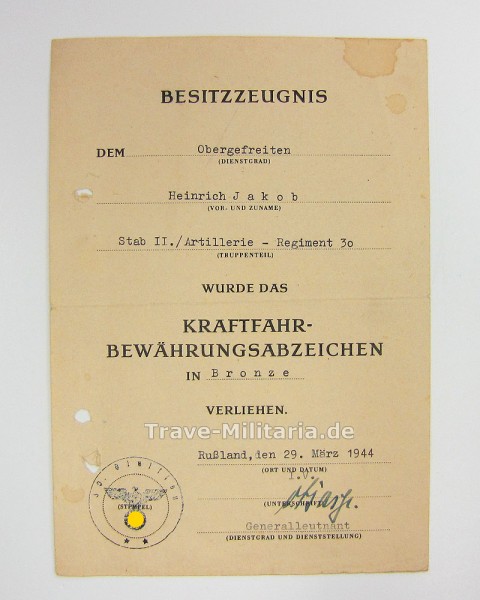 BESITZZEUGNIS
DEM Obergefreiten
(DIENSTGRAD)
Heinrich Jakob
(VOR- UND ZUNAME)
Stab II./Artillerie - Regiment 30
(TRUPPENTEIL)
WURDE DAS
KRAFTFAHR-
BEWÄHRUNGSABZEICHEN
IN Bronze
VERLIEHEN.
Trave-Militaria.de
Rußland, den 29. März 1944
(ORT UND DATUM)
I.V.
(STEMPEL)
(UNTERSCHRIFT)
Generalleutnant
(DIENSTGRAD UND DIENSTSTELLUNG)